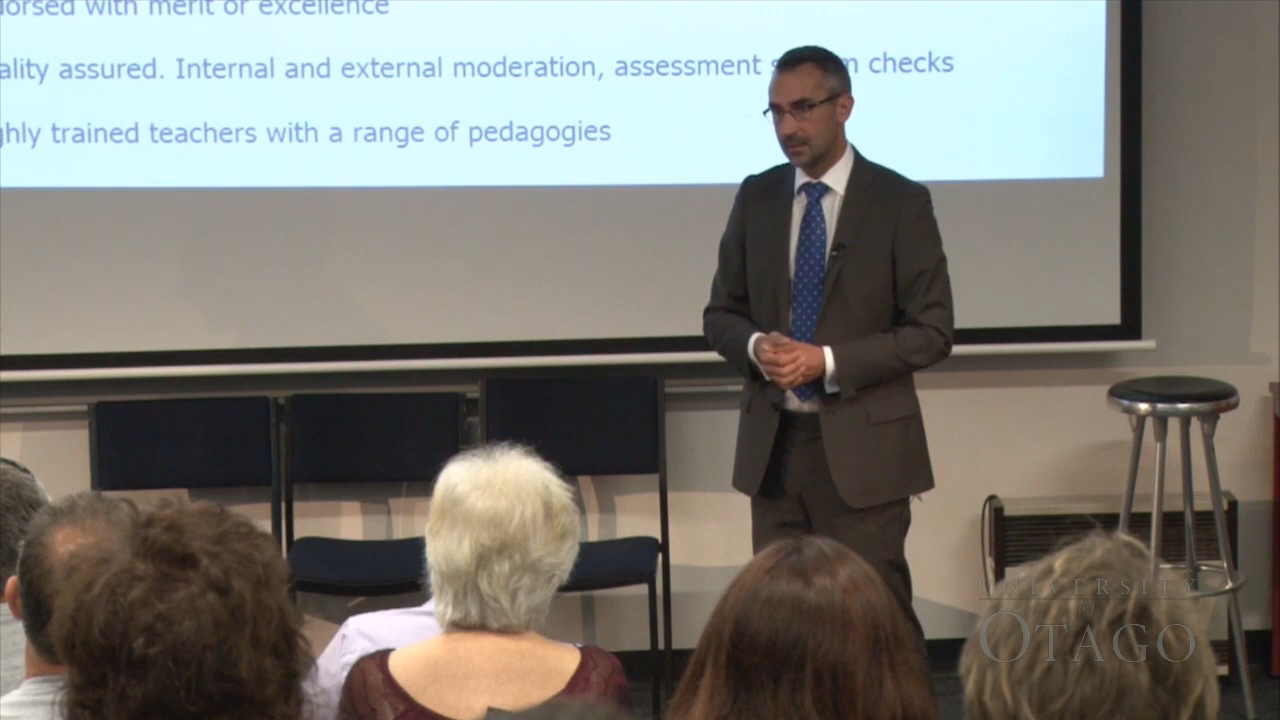 dorsed with merit or excellence
ality assured. Internal and external moderation, assessment s m checks
ghly trained teachers with a range of pedagogies
UNIVERSITY
of
OTAGO